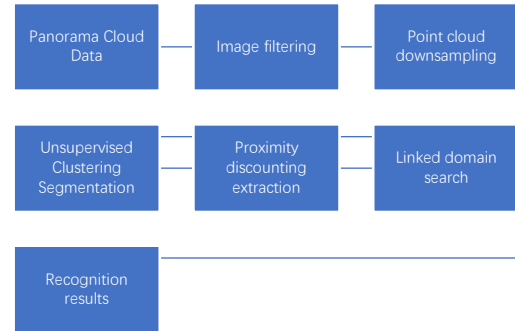 Panorama Cloud
Data
Image filtering
Point cloud
downsampling
Unsupervised
Clustering
Segmentation
Proximity
discounting
extraction
Linked domain
search
Recognition
results